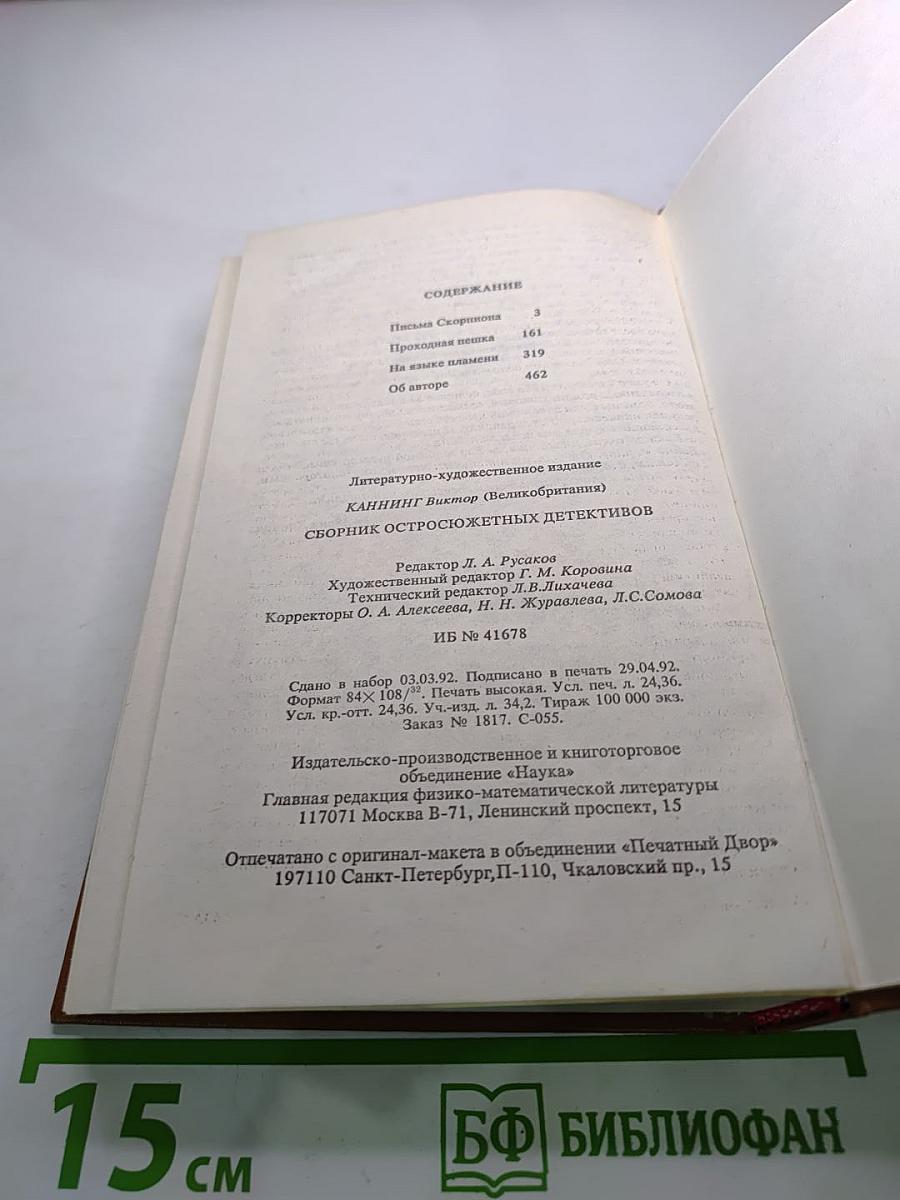 СОДЕРЖАНИЕ
Письма Скорпиона 3
Проходная пешка 161
На языке пламени 319
Об авторе 462
Литературно-художественное издание
КАННИНГ Виктор (Великобритания)
СБОРНИК ОСТРОСЮЖЕТНЫХ ДЕТЕКТИВОВ
Редактор Л. А. Русаков
Художественный редактор Г. М. Коровина
Технический редактор Л.В.Лихачева
Корректоры О. А. Алексеева, Н. Н. Журавлева, Л.С.Сомова
ИБ № 41678
Сдано в набор 03.03.92. Подписано в печать 29.04.92.
Формат 84×108/32. Печать высокая. Усл. печ. л. 24,36.
Усл. кр.-отт. 24,36. Уч.-изд. л. 34,2. Тираж 100 000 экз.
Заказ № 1817. С-055.
Издательско-производственное и книготорговое
объединение «Наука»
Главная редакция физико-математической литературы
117071 Москва В-71, Ленинский проспект, 15
Отпечатано с оригинал-макета в объединении «Печатный Двор»
197110 Санкт-Петербург,П-110, Чкаловский пр., 15
15 см
БФ БИБЛИОФАН